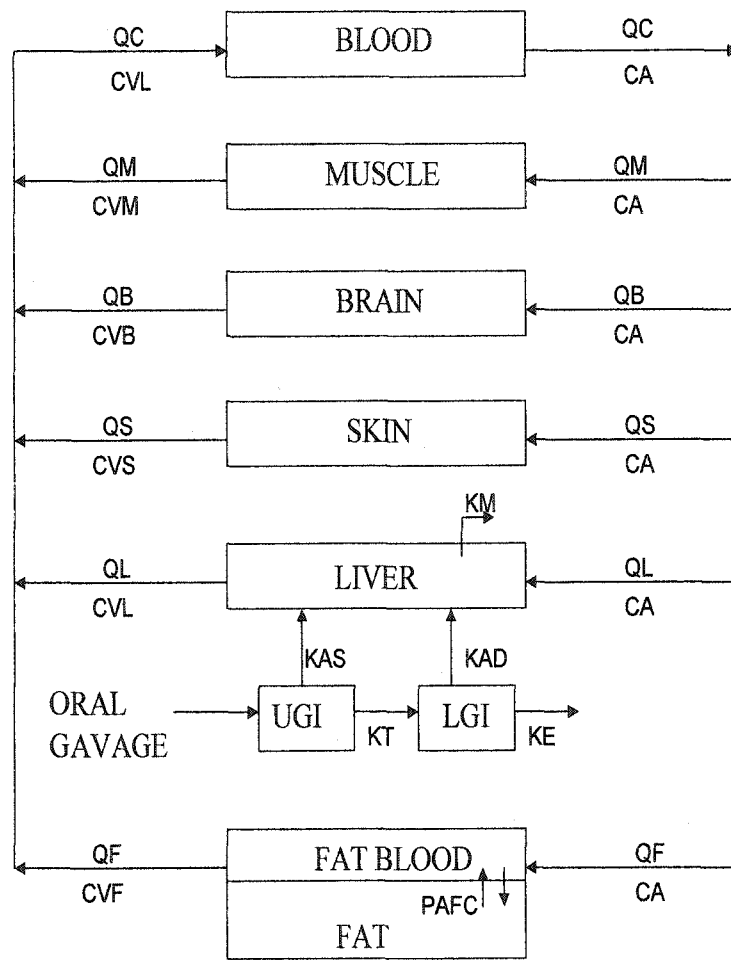 QC BLOOD QC
CVL CA
QM MUSCLE QM
CVM CA
QB BRAIN QB
CVB CA
QS SKIN QS
CVS CA
KM
QL LIVER QL
CVL CA
KAS KAD
ORAL
GAVAGE
UGI KT LGI KE
QF FAT BLOOD QF
CVF PAFC CA
FAT